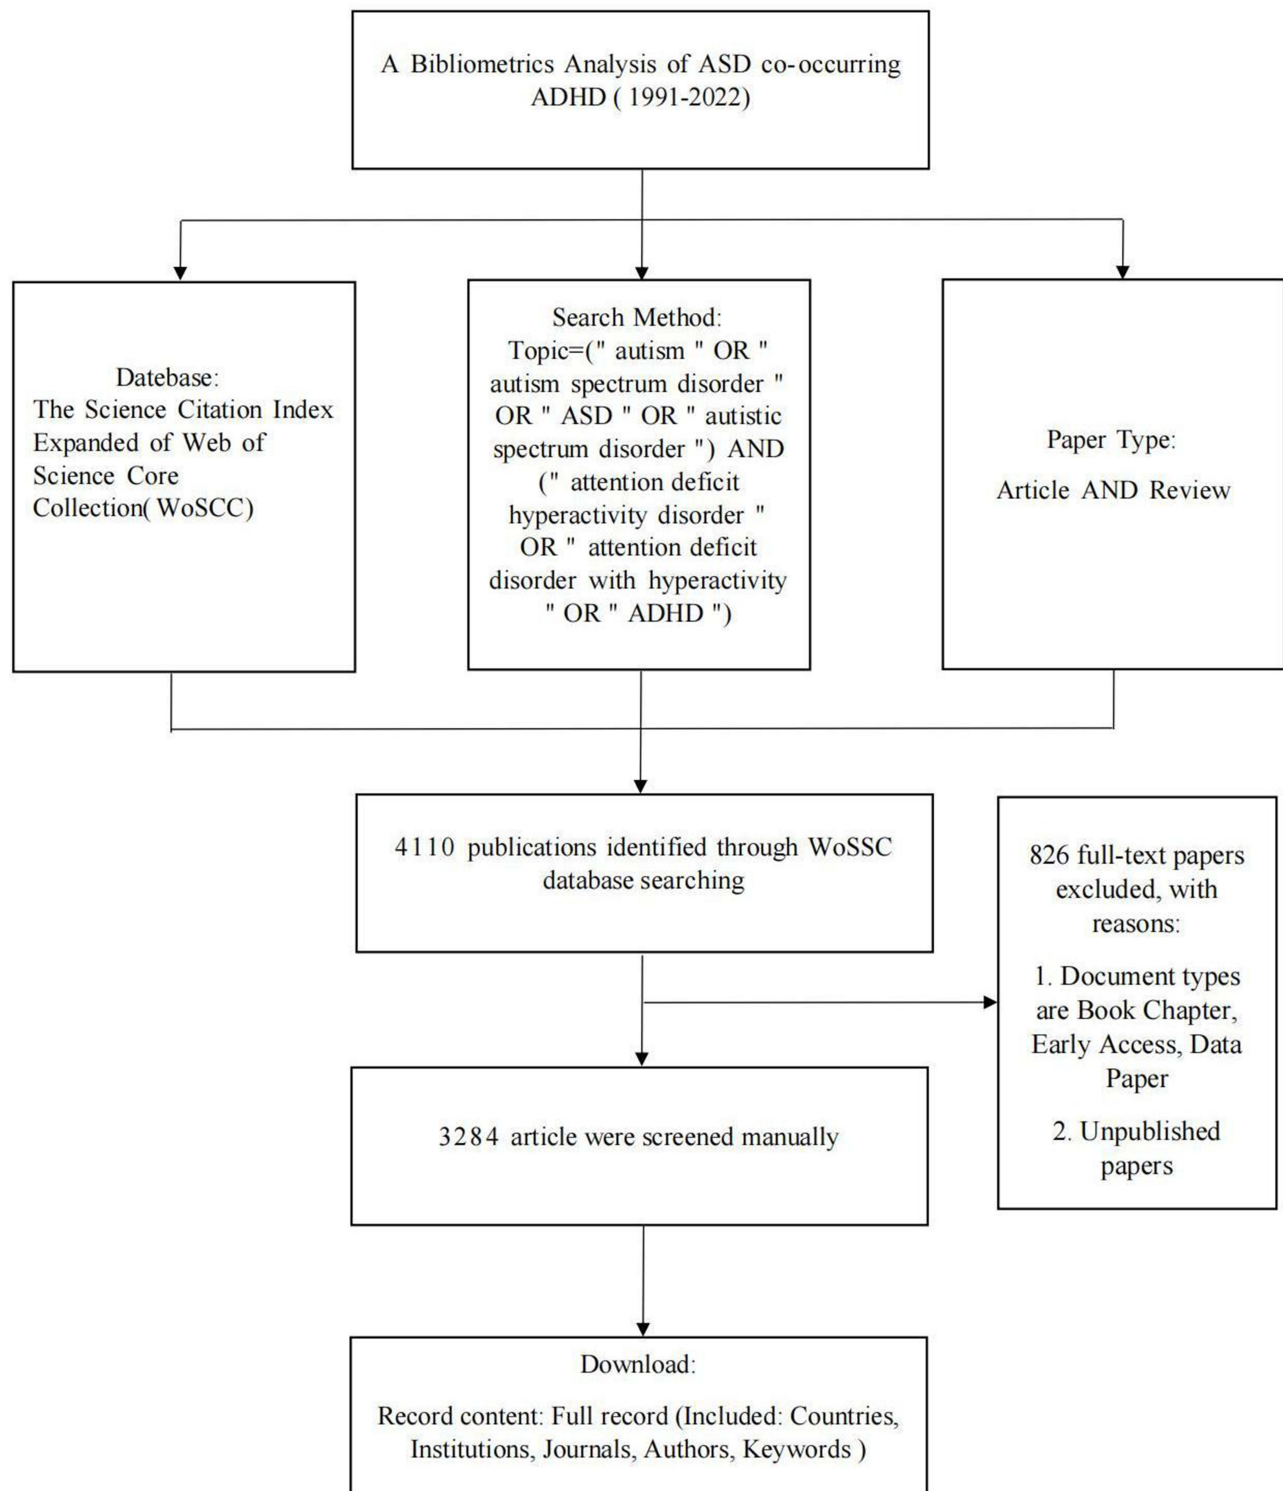 A Bibliometrics Analysis of ASD co-occurring
ADHD ( 1991-2022)
Datebase:
The Science Citation Index
Expanded of Web of
Science Core
Collection( WoSCC)
Search Method:
Topic=(" autism " OR "
autism spectrum disorder "
OR " ASD " OR " autistic
spectrum disorder ") AND
(" attention deficit
hyperactivity disorder "
OR " attention deficit
disorder with hyperactivity
" OR " ADHD ")
Paper Type:
Article AND Review
4110 publications identified through WoSSC
database searching
826 full-text papers
excluded, with
reasons:
1. Document types
are Book Chapter,
Early Access, Data
Paper
2. Unpublished
papers
3284 article were screened manually
Download:
Record content: Full record (Included: Countries,
Institutions, Journals, Authors, Keywords )